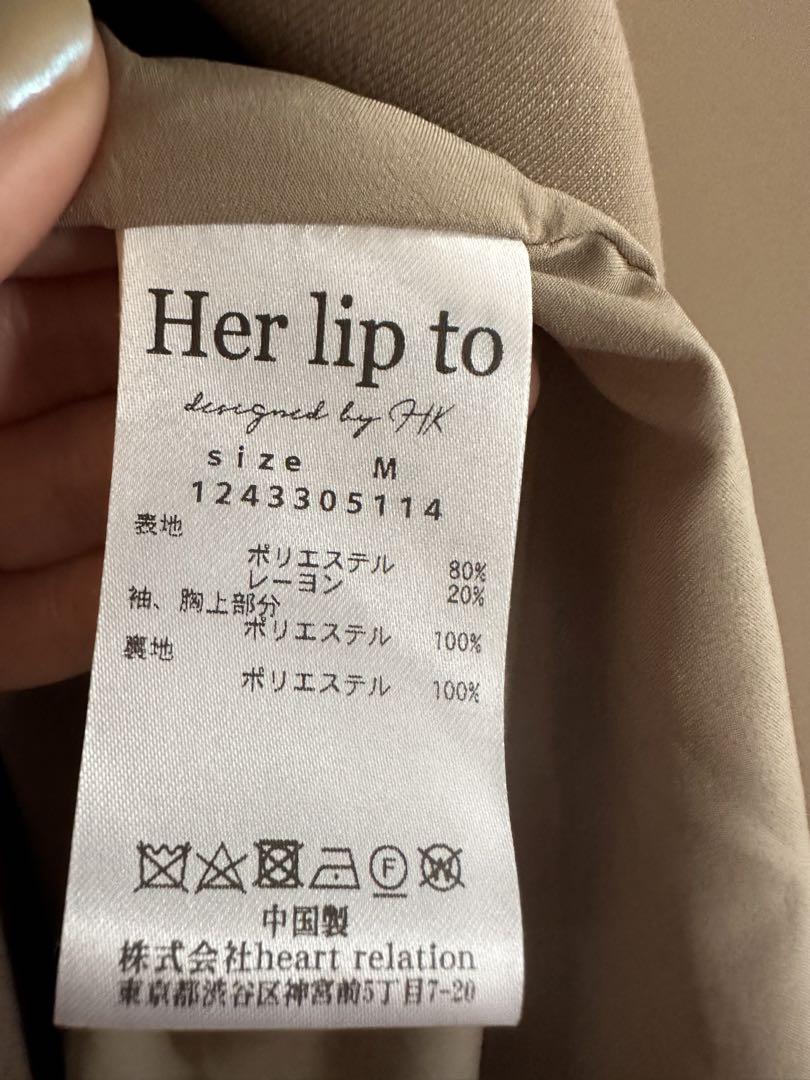 Her lip to
designed by HK
size M
1243305114
表地
ポリエステル 80%
レーヨン 20%
袖、胸上部分
ポリエステル 100%
裏地
ポリエステル 100%
F W
中国製
株式会社heart relation
東京都渋谷区神宮前5丁目7-20